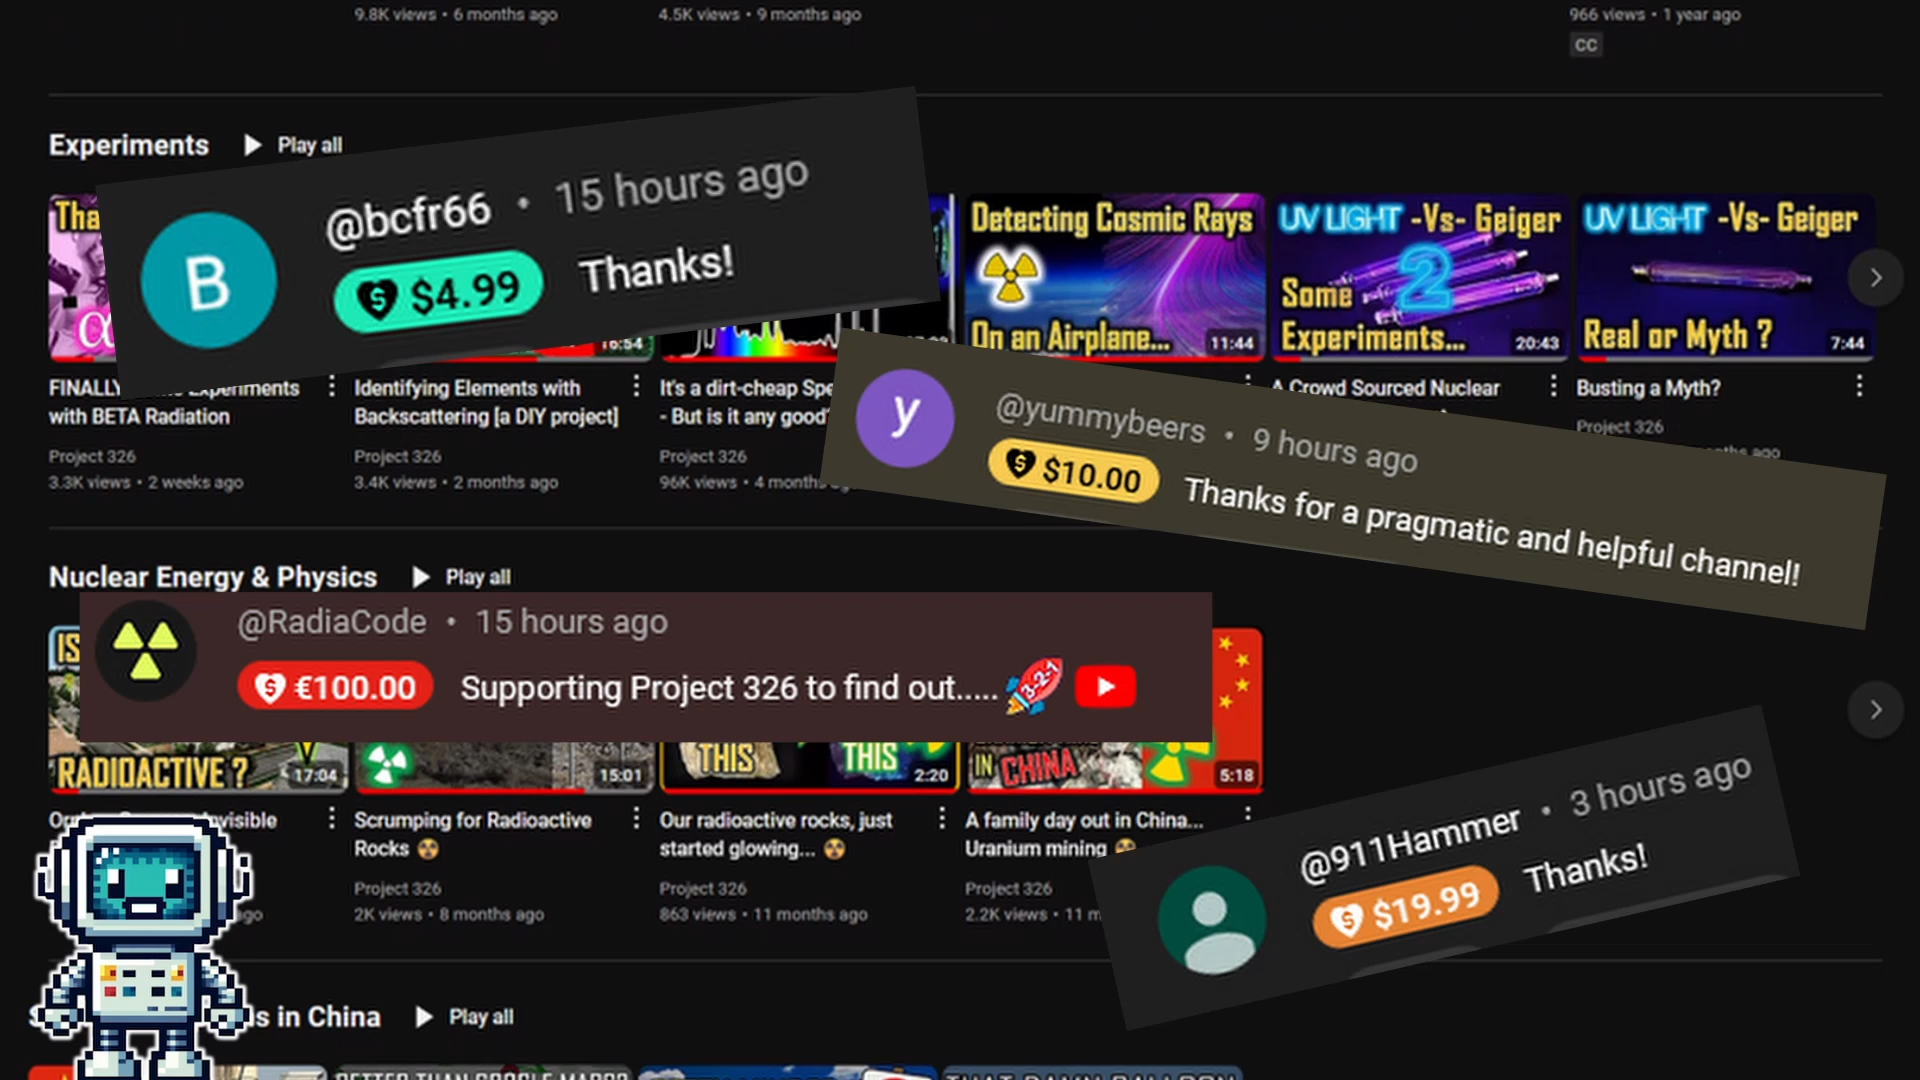 9.8K views • 6 months ago
4.5K views • 9 months ago
966 views • 1 year ago
CC
Experiments
Play all
@bcfr66 • 15 hours ago
B
$4.99 Thanks!
Tha
16:54
Detecting Cosmic Rays
On an Airplane...
11:44
UV LIGHT -Vs- Geiger
2
Some
Experiments...
20:43
UV LIGHT -Vs- Geiger
Real or Myth ?
7:44
FINALLY
Experiments
with BETA Radiation
Project 326
3.3K views • 2 weeks ago
Identifying Elements with
Backscattering [a DIY project]
Project 326
3.4K views • 2 months ago
It's a dirt-cheap Spe
- But is it any good
Project 326
96K views • 4 months
A Crowd Sourced Nuclear
Busting a Myth?
Project 326
@yummybeers • 9 hours ago
y
$10.00 Thanks for a pragmatic and helpful channel!
Nuclear Energy & Physics
Play all
@RadiaCode • 15 hours ago
€100.00 Supporting Project 326 to find out.....
3-2-1
IS
RADIOACTIVE ?
17:04
15:01
THIS
THIS
2:20
IN CHINA
5:18
visible
ago
Scrumping for Radioactive
Rocks
Project 326
2K views • 8 months ago
Our radioactive rocks, just
started glowing...
Project 326
863 views • 11 months ago
A family day out in China...
Uranium mining
Project 326
2.2K views • 11 m
@911Hammer • 3 hours ago
$19.99 Thanks!
s in China
Play all